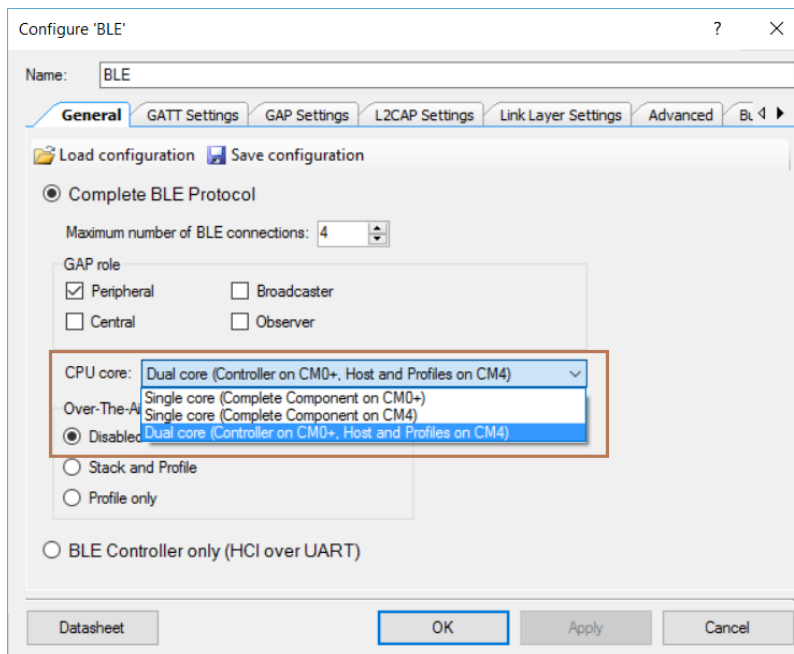 Configure 'BLE' ?
Name: BLE
General GATT Settings GAP Settings L2CAP Settings Link Layer Settings Advanced
Load configuration Save configuration
Complete BLE Protocol
Maximum number of BLE connections: 4
GAP role
Peripheral Broadcaster
Central Observer
CPU core: Dual core (Controller on CM0+, Host and Profiles on CM4)
Single core (Complete Component on CM0+)
Over-The-Ai Single core (Complete Component on CM4)
Disabled Dual core (Controller on CM0+, Host and Profiles on CM4)
Stack and Profile
Profile only
BLE Controller only (HCI over UART)
Datasheet OK Apply Cancel